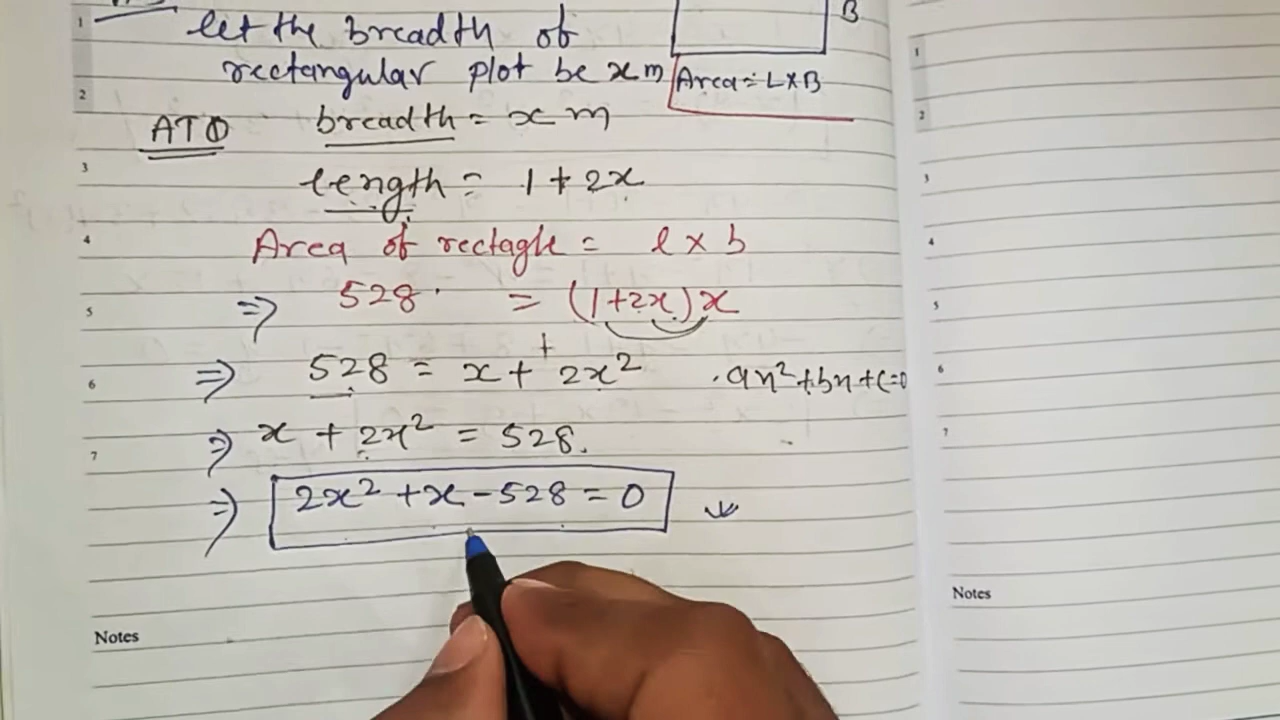 1
let the breadth of
B
rectangular plot be x m
Area = L x B
2
ATQ breadth = x m
3
length = 1 + 2x
4
Area of rectagle = l x b
5
⇒ 528 = (1+2x)x
6
⇒ 528 = x + 2x²
ax²+bx+c=0
7
⇒ x + 2x² = 528.
⇒ 2x² + x - 528 = 0
Notes
1
2
3
4
5
6
7
Notes